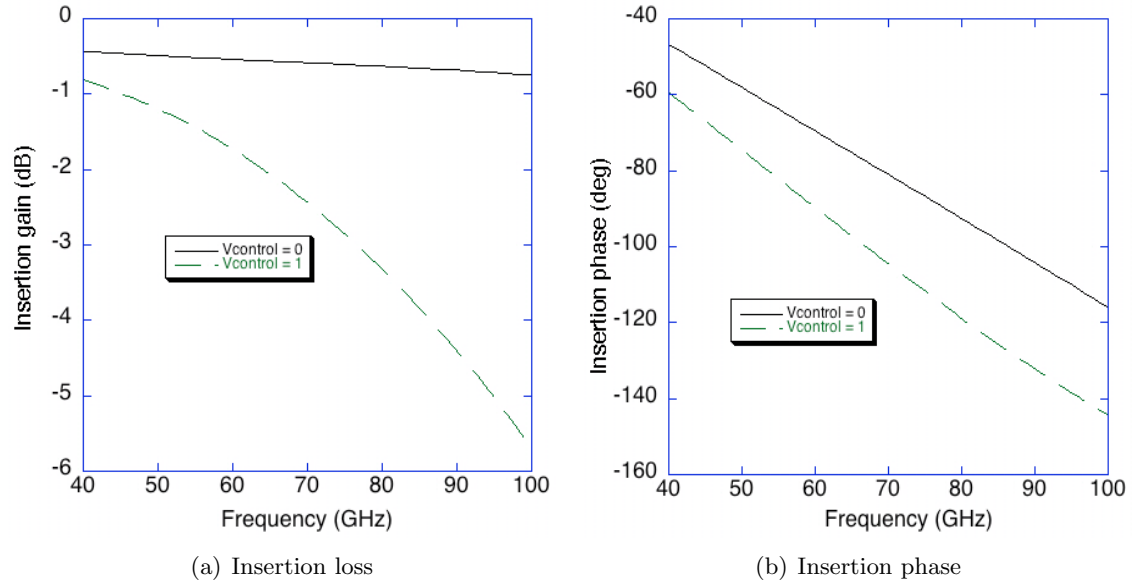 0
-1
-2
-3
-4
-5
-6
Insertion gain (dB)
Vcontrol = 0
Vcontrol = 1
40 50 60 70 80 90 100
Frequency (GHz)
(a) Insertion loss
-40
-60
-80
-100
-120
-140
-160
Insertion phase (deg)
Vcontrol = 0
Vcontrol = 1
40 50 60 70 80 90 100
Frequency (GHz)
(b) Insertion phase